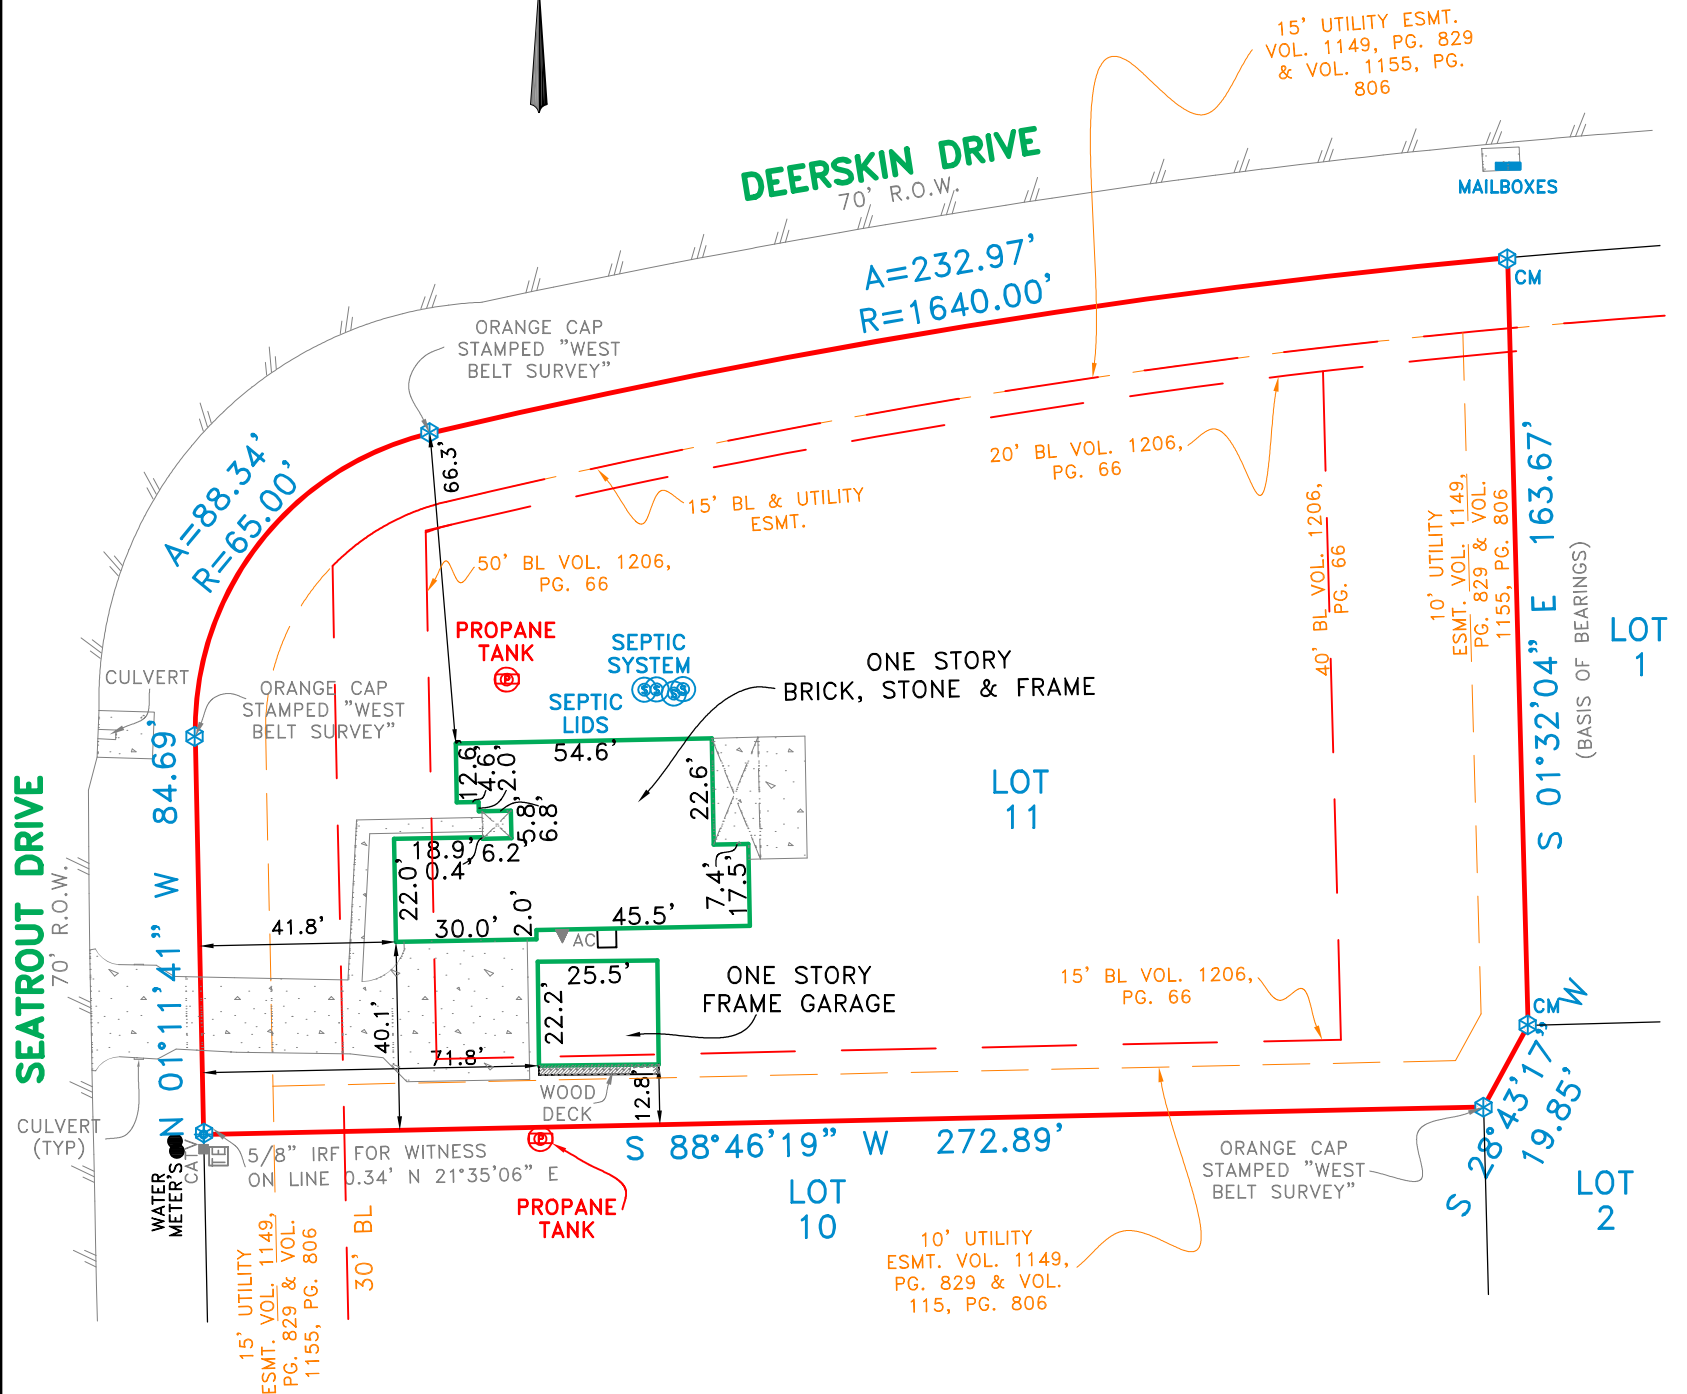 15' UTILITY ESMT.
VOL. 1149, PG. 829
& VOL. 1155, PG.
806
DEERSKIN DRIVE
70' R.O.W.
MAILBOXES
A=232.97'
R=1640.00'
CM
ORANGE CAP
STAMPED "WEST
BELT SURVEY"
A=88.34'
R=65.00'
66.3'
20' BL VOL. 1206,
PG. 66
15' BL & UTILITY
ESMT.
50' BL VOL. 1206,
PG. 66
40' BL VOL. 1206,
PG. 66
10' UTILITY
ESMT. VOL. 1149,
PG. 829 & VOL.
1155, PG. 806
S 01°32'04" E 163.67'
(BASIS OF BEARINGS)
LOT
1
PROPANE
TANK
P
SEPTIC
SYSTEM
S S S S
SEPTIC
LIDS
ONE STORY
BRICK, STONE & FRAME
CULVERT
ORANGE CAP
STAMPED "WEST
BELT SURVEY"
54.6'
12.6'
4.6'
2.0'
22.6'
5.8'
6.8'
LOT
11
18.9'
6.2'
0.4'
22.0'
7.4'
17.5'
30.0'
2.0'
45.5'
AC
41.8'
SEATROUT DRIVE
70' R.O.W.
N 01°11'41" W 84.69'
25.5'
22.2'
ONE STORY
FRAME GARAGE
15' BL VOL. 1206,
PG. 66
40.1'
71.8'
12.8'
WOOD
DECK
CM
S 28°43'17" W
19.85'
CULVERT
(TYP)
WATER
METER'S
CATV
TE
5/8" IRF FOR WITNESS
ON LINE 0.34' N 21°35'06" E
S 88°46'19" W 272.89'
P
PROPANE
TANK
LOT
10
ORANGE CAP
STAMPED "WEST
BELT SURVEY"
LOT
2
15' UTILITY
ESMT. VOL. 1149,
PG. 829 & VOL.
1155, PG. 806
30' BL
10' UTILITY
ESMT. VOL. 1149,
PG. 829 & VOL.
115, PG. 806